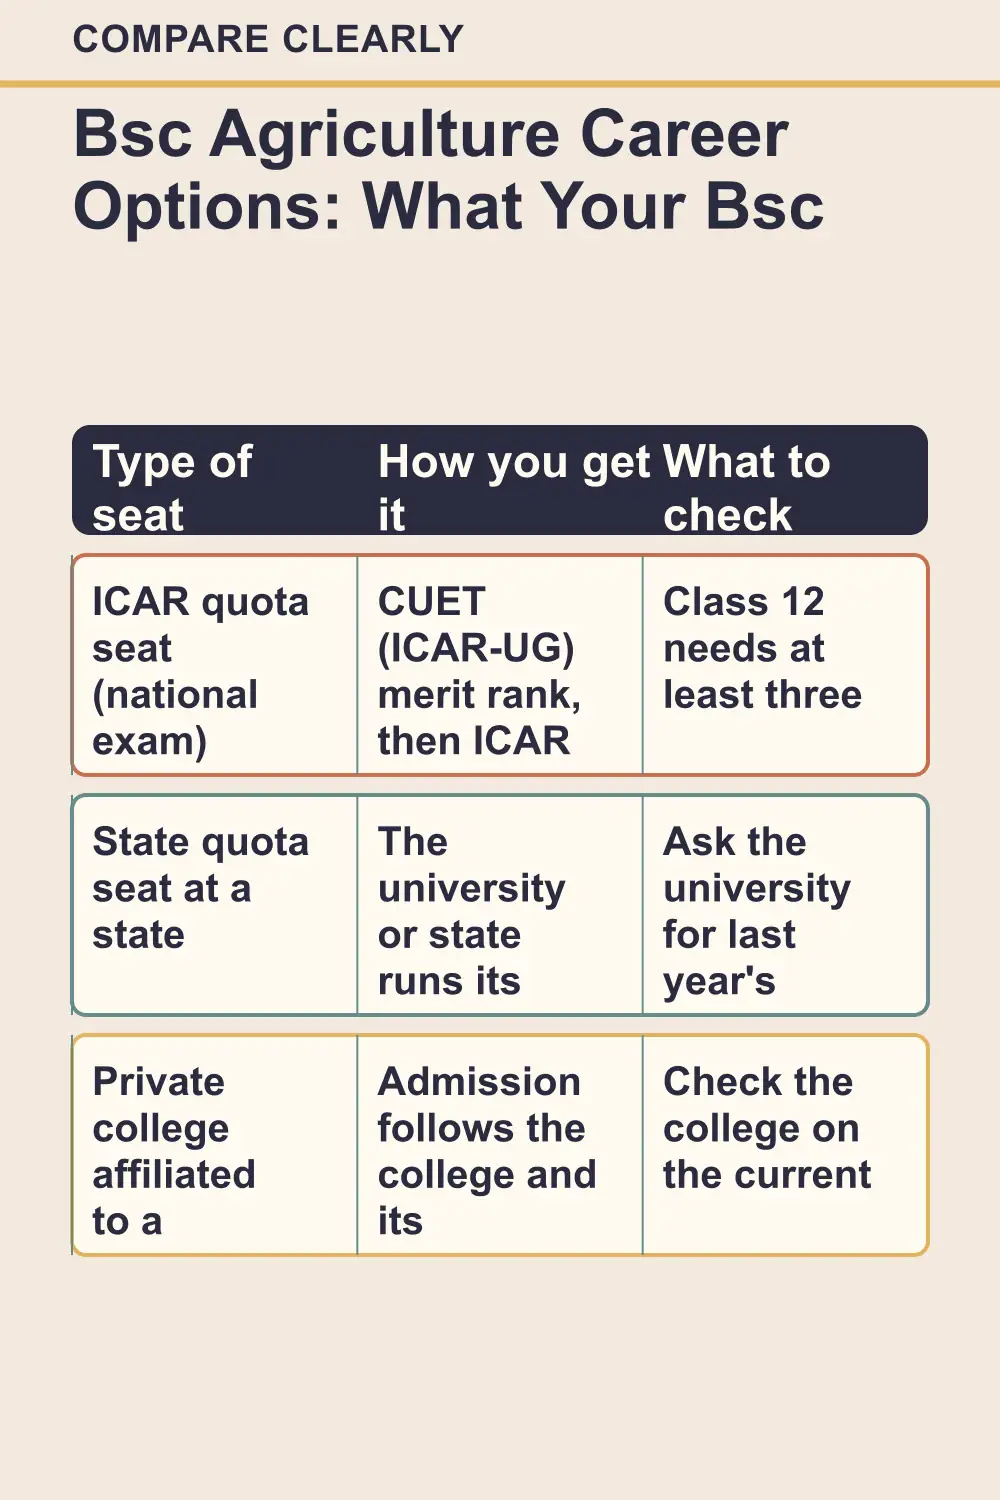 COMPARE CLEARLY
Bsc Agriculture Career
Options: What Your Bsc
Type of
seat
How you get
it
What to
check
ICAR quota
seat
(national
exam)
CUET
(ICAR-UG)
merit rank,
then ICAR
Class 12
needs at
least three
State quota
seat at a
state
The
university
or state
runs its
Ask the
university
for last
year's
Private
college
affiliated
to a
Admission
follows the
college and
its
Check the
college on
the current